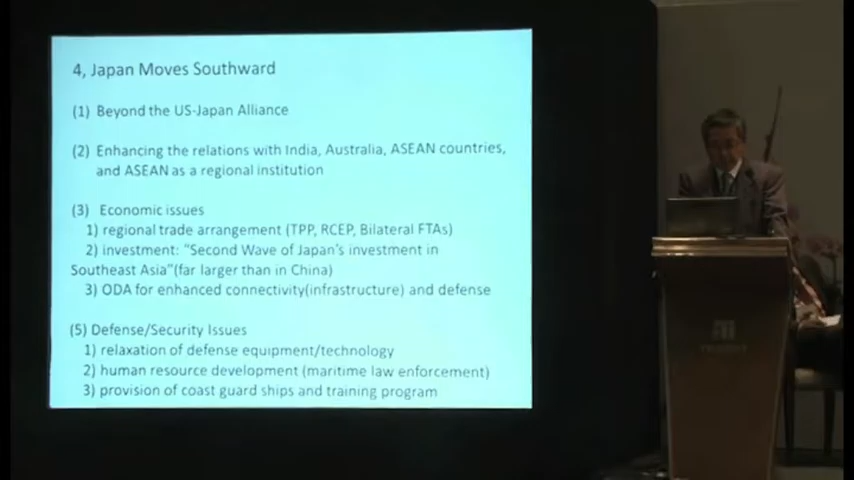 4, Japan Moves Southward
(1) Beyond the US-Japan Alliance
(2) Enhancing the relations with India, Australia, ASEAN countries,
and ASEAN as a regional institution
(3) Economic issues
1) regional trade arrangement (TPP, RCEP, Bilateral FTAs)
2) investment: "Second Wave of Japan's investment in
Southeast Asia"(far larger than in China)
3) ODA for enhanced connectivity(infrastructure) and defense
(5) Defense/Security Issues
1) relaxation of defense equipment/technology
2) human resource development (maritime law enforcement)
3) provision of coast guard ships and training program